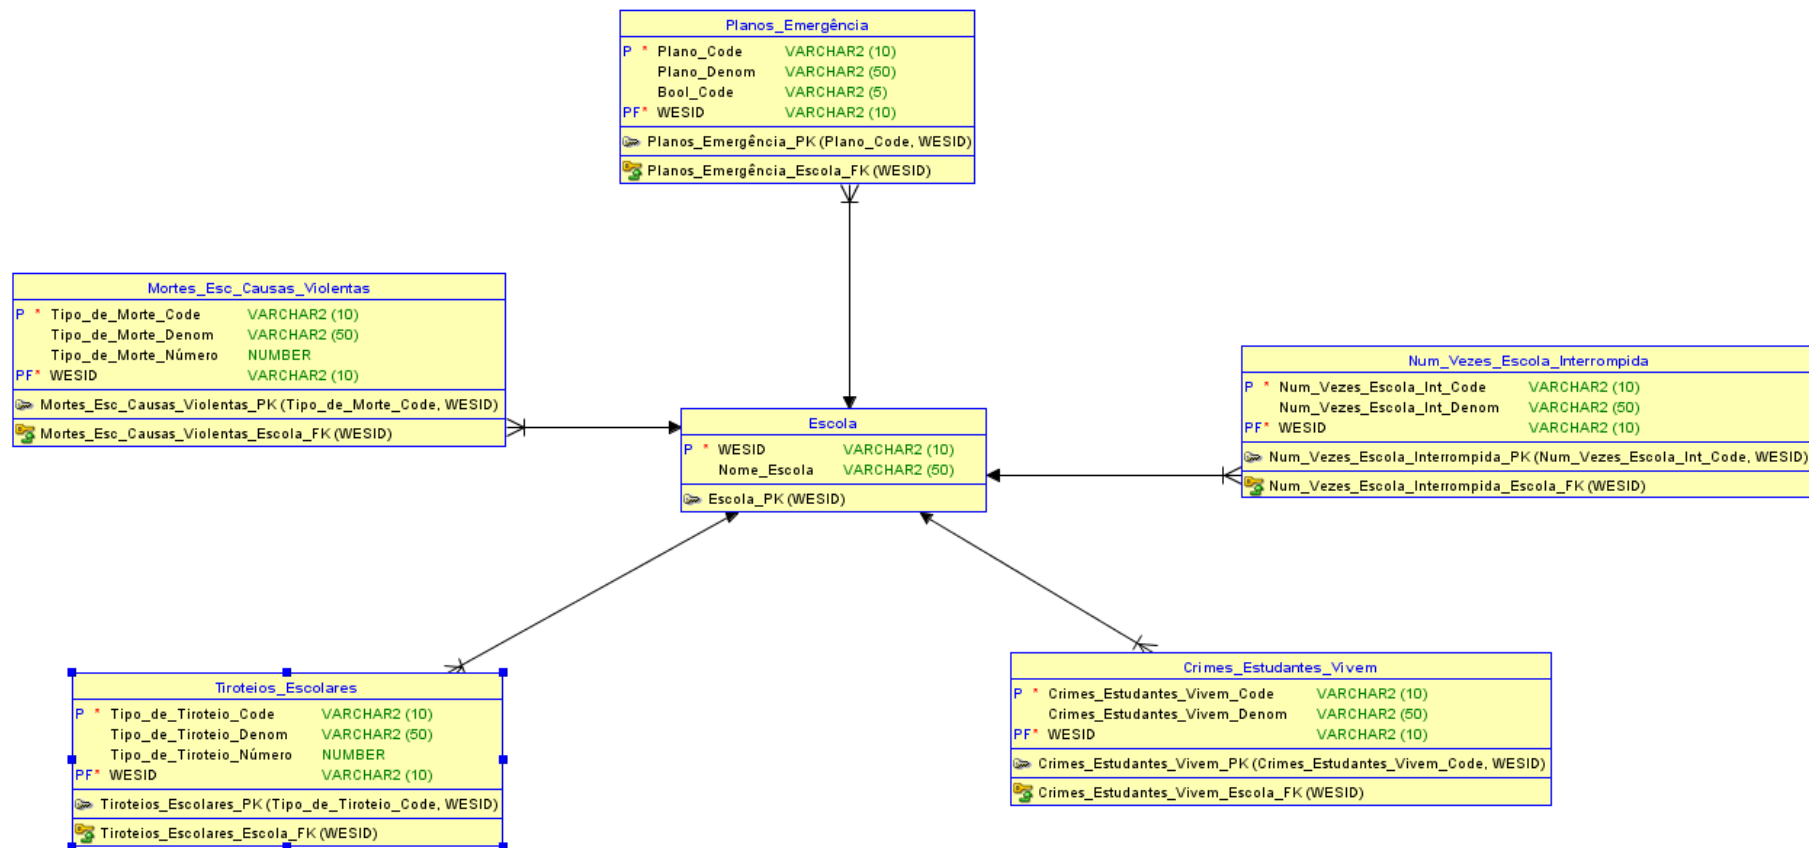 Planos_Emergência
P * Plano_Code VARCHAR2 (10)
Plano_Denom VARCHAR2 (50)
Bool_Code VARCHAR2 (5)
PF* WESID VARCHAR2 (10)
Planos_Emergência_PK (Plano_Code, WESID)
Planos_Emergência_Escola_FK (WESID)
Mortes_Esc_Causas_Violentas
P * Tipo_de_Morte_Code VARCHAR2 (10)
Tipo_de_Morte_Denom VARCHAR2 (50)
Tipo_de_Morte_Número NUMBER
PF* WESID VARCHAR2 (10)
Mortes_Esc_Causas_Violentas_PK (Tipo_de_Morte_Code, WESID)
Mortes_Esc_Causas_Violentas_Escola_FK (WESID)
Num_Vezes_Escola_Interrompida
P * Num_Vezes_Escola_Int_Code VARCHAR2 (10)
Num_Vezes_Escola_Int_Denom VARCHAR2 (50)
PF* WESID VARCHAR2 (10)
Num_Vezes_Escola_Interrompida_PK (Num_Vezes_Escola_Int_Code, WESID)
Num_Vezes_Escola_Interrompida_Escola_FK (WESID)
Escola
P * WESID VARCHAR2 (10)
Nome_Escola VARCHAR2 (50)
Escola_PK (WESID)
Tiroteios_Escolares
P * Tipo_de_Tiroteio_Code VARCHAR2 (10)
Tipo_de_Tiroteio_Denom VARCHAR2 (50)
Tipo_de_Tiroteio_Número NUMBER
PF* WESID VARCHAR2 (10)
Tiroteios_Escolares_PK (Tipo_de_Tiroteio_Code, WESID)
Tiroteios_Escolares_Escola_FK (WESID)
Crimes_Estudantes_Vivem
P * Crimes_Estudantes_Vivem_Code VARCHAR2 (10)
Crimes_Estudantes_Vivem_Denom VARCHAR2 (50)
PF* WESID VARCHAR2 (10)
Crimes_Estudantes_Vivem_PK (Crimes_Estudantes_Vivem_Code, WESID)
Crimes_Estudantes_Vivem_Escola_FK (WESID)